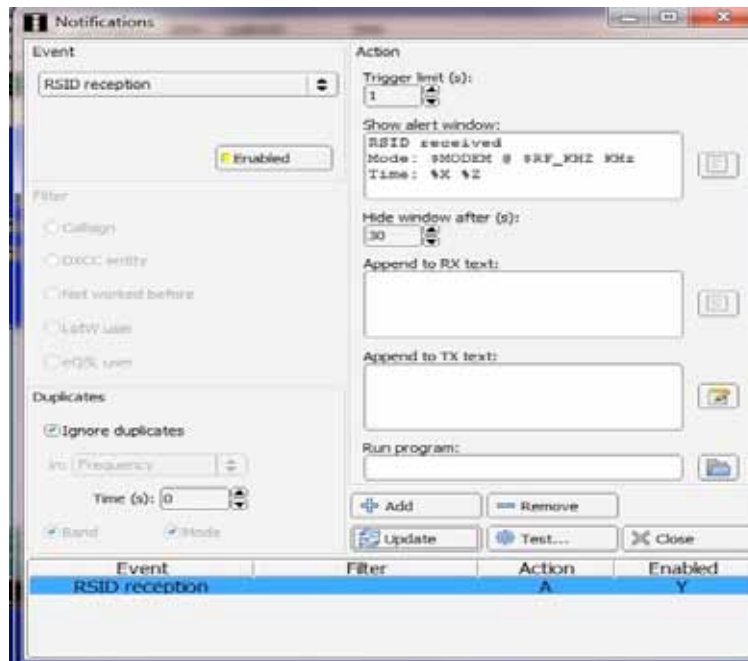 Notifications
Event
RSID reception
Enabled
Filter
Callsign
DXCC entity
Not worked before
LotW user
eQSL user
Duplicates
Ignore duplicates
In: Frequency
Time (s): 0
Band Mode
Action
Trigger limit (s):
1
Show alert window:
RSID received
Mode: $MODEM @ $RF_KHZ KHz
Time: %X %Z
Hide window after (s):
30
Append to RX text:
Append to TX text:
Run program:
Add Remove
Update Test... Close
Event Filter Action Enabled
RSID reception A Y